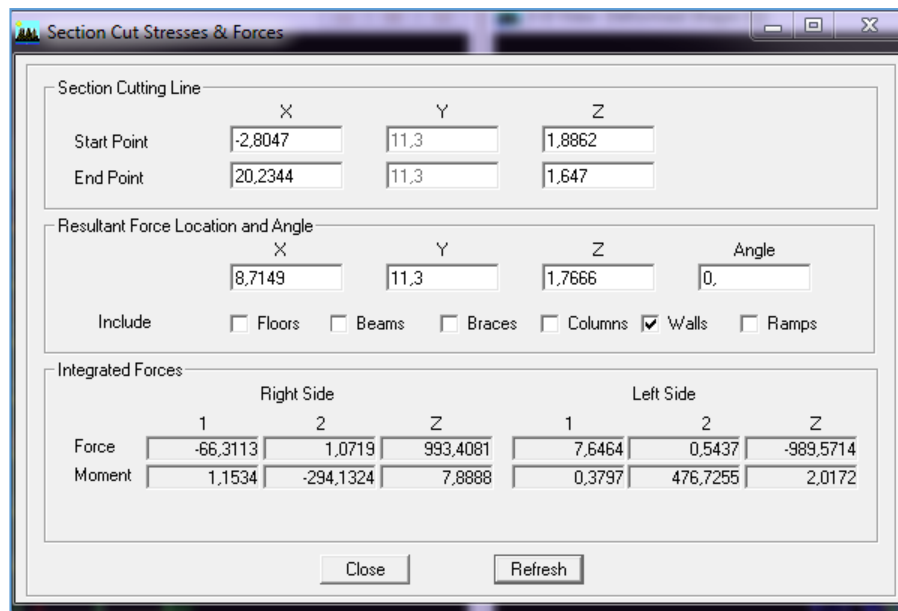 Section Cut Stresses & Forces
Section Cutting Line
X Y Z
Start Point -2,8047 11,3 1,8862
End Point 20,2344 11,3 1,647
Resultant Force Location and Angle
X Y Z Angle
8,7149 11,3 1,7666 0,
Include Floors Beams Braces Columns Walls Ramps
Integrated Forces
Right Side Left Side
1 2 Z 1 2 Z
Force -66,3113 1,0719 993,4081 7,6464 0,5437 -989,5714
Moment 1,1534 -294,1324 7,8888 0,3797 476,7255 2,0172
Close Refresh